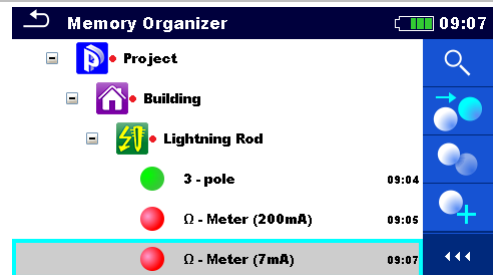 Memory Organizer 09:07
Project
Building
Lightning Rod
3 - pole 09:04
Ω - Meter (200mA) 09:05
Ω - Meter (7mA) 09:07